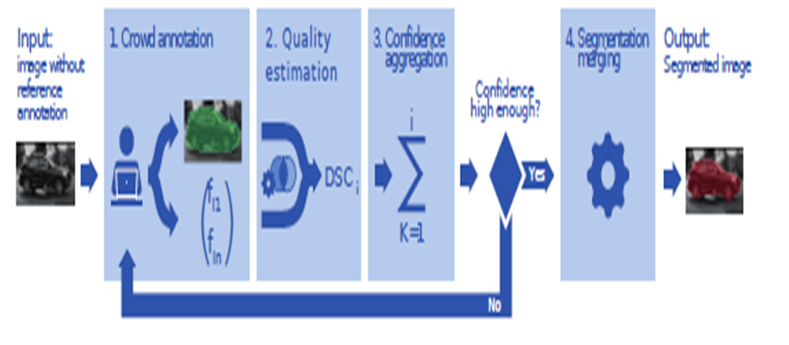 Input:
image without
reference
annotation
1. Crowd annotation
f i1
f in
2. Quality
estimation
DSC i
3. Confidence
aggregation
i
∑
K=1
Confidence
high enough?
Yes
No
4. Segmentation
merging
Output:
Segmented image